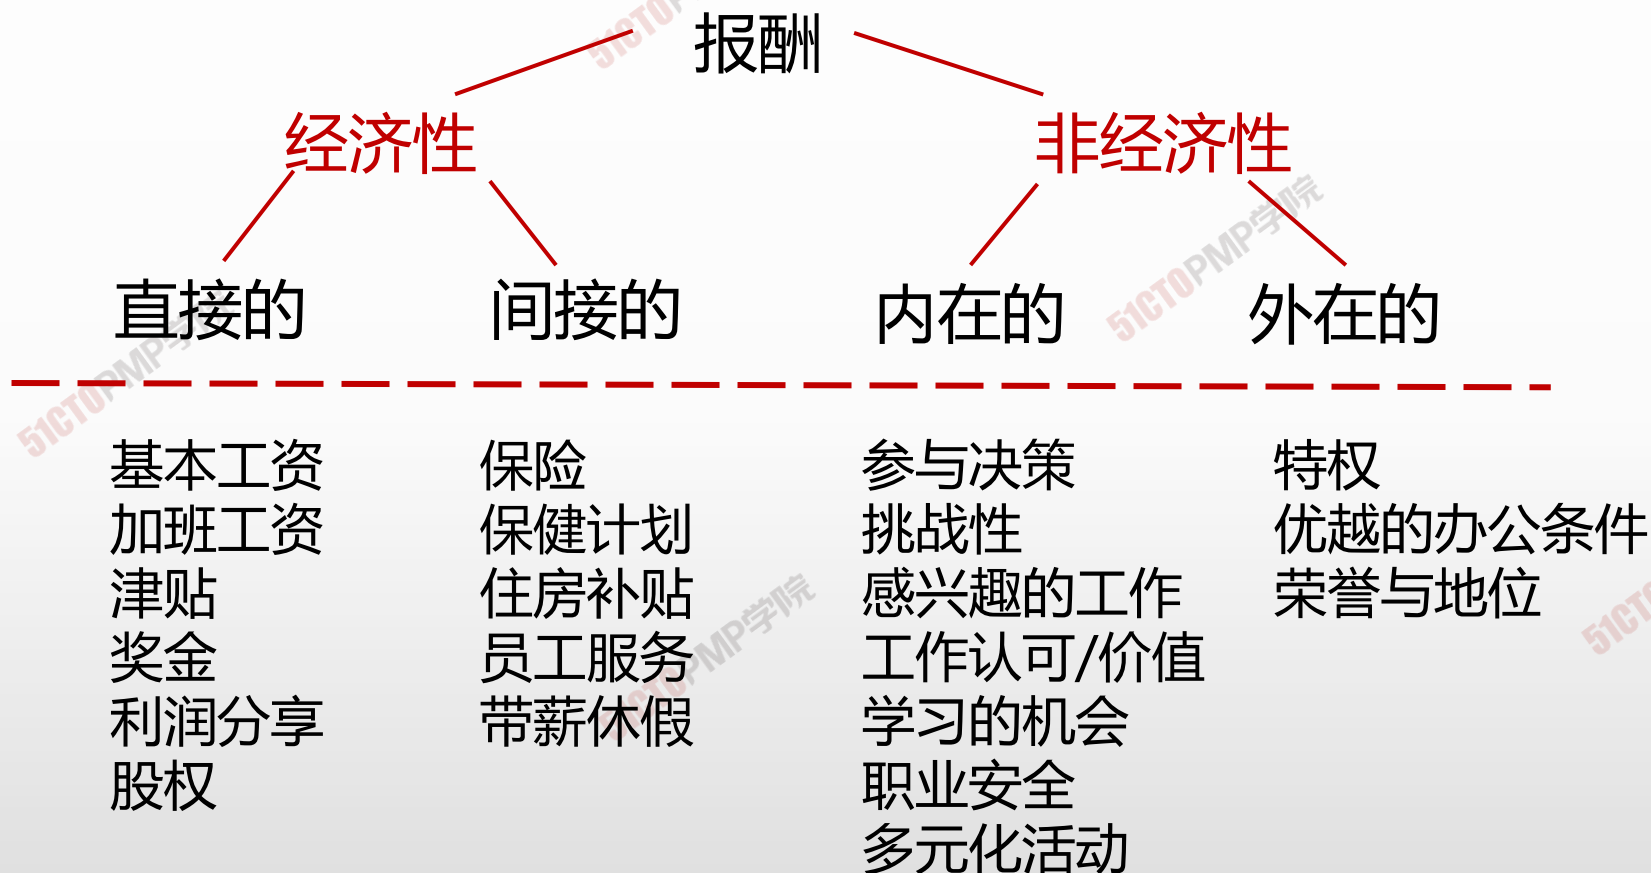 报酬
经济性
非经济性
直接的
间接的
内在的
外在的
基本工资
加班工资
津贴
奖金
利润分享
股权
保险
保健计划
住房补贴
员工服务
带薪休假
参与决策
挑战性
感兴趣的工作
工作认可/价值
学习的机会
职业安全
多元化活动
特权
优越的办公条件
荣誉与地位
51CTOPMP学院
51CTOPMP学院
51CTOPMP学院